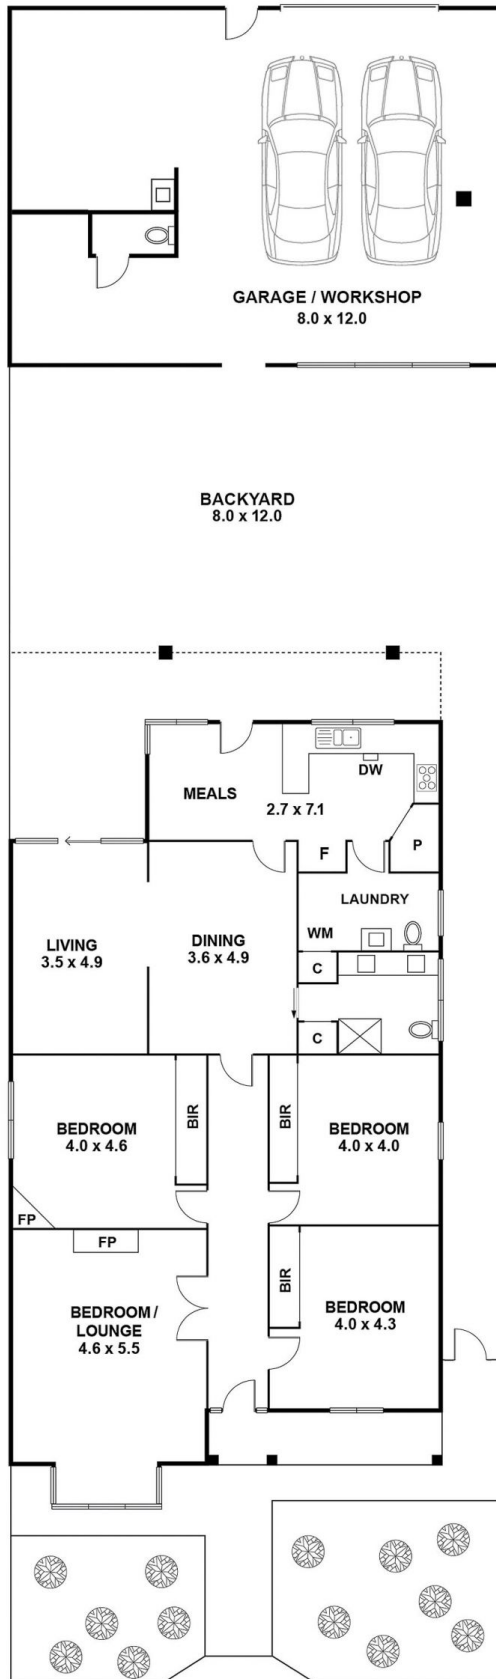 GARAGE / WORKSHOP
8.0 x 12.0
BACKYARD
8.0 x 12.0
DW
MEALS
2.7 x 7.1
F
P
LAUNDRY
WM
LIVING
3.5 x 4.9
DINING
3.6 x 4.9
C
C
BEDROOM
4.0 x 4.6
BIR
BIR
BEDROOM
4.0 x 4.0
FP
FP
BIR
BEDROOM /
LOUNGE
4.6 x 5.5
BEDROOM
4.0 x 4.3